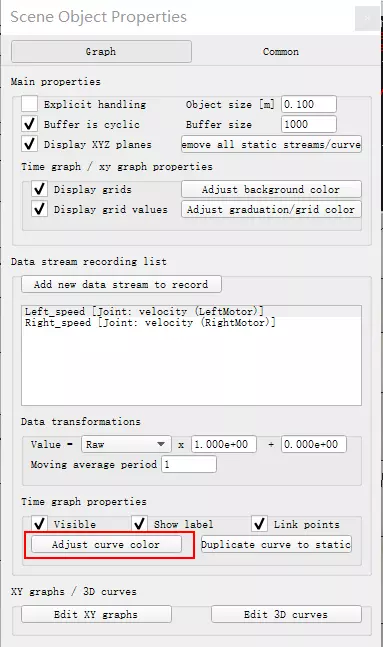 Scene Object Properties
Graph
Common
Main properties
Explicit handling
Object size [m] 0.100
Buffer is cyclic
Buffer size 1000
Display XYZ planes
emove all static streams/curve
Time graph / xy graph properties
Display grids
Adjust background color
Display grid values
Adjust graduation/grid color
Data stream recording list
Add new data stream to record
Left_speed [Joint: velocity (LeftMotor)]
Right_speed [Joint: velocity (RightMotor)]
Data transformations
Value = Raw x 1.000e+00 + 0.000e+00
Moving average period 1
Time graph properties
Visible
Show label
Link points
Adjust curve color
Duplicate curve to static
XY graphs / 3D curves
Edit XY graphs
Edit 3D curves